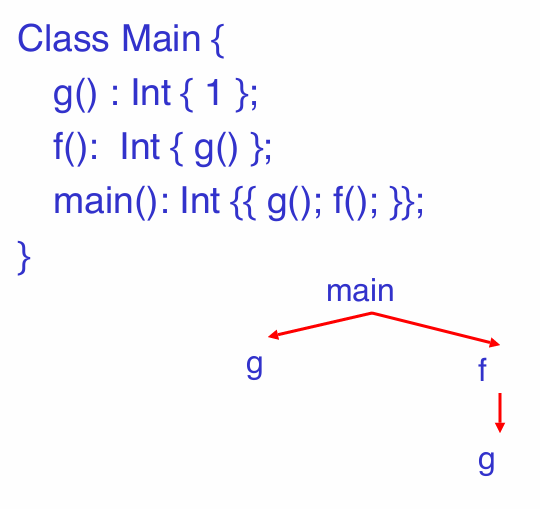 Class Main {
g() : Int { 1 };
f(): Int { g() };
main(): Int {{ g(); f(); }};
}
main
g
f
g